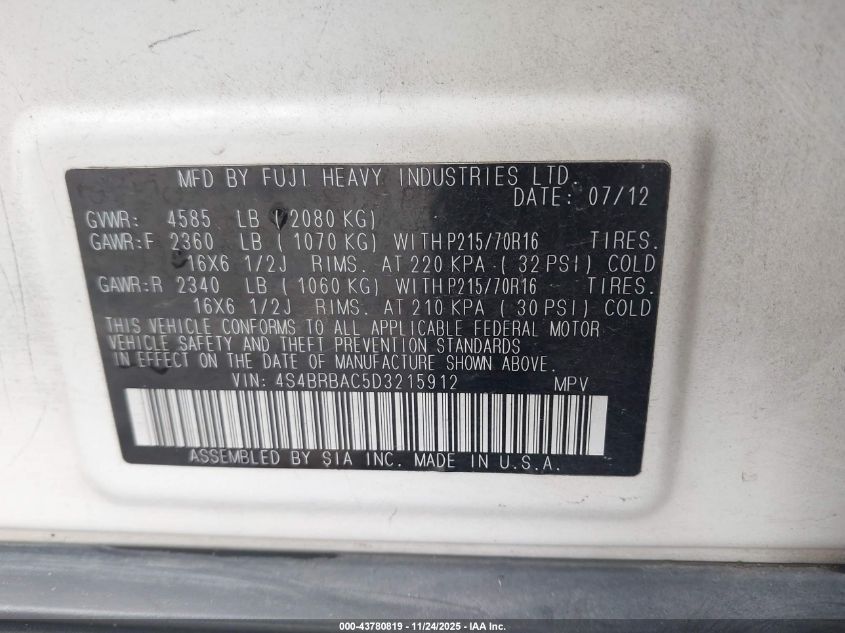 MFD BY FUJI HEAVY INDUSTRIES LTD.
DATE: 07/12
GVWR: 4585 LB ( 2080 KG)
GAWR:F 2360 LB ( 1070 KG) WITH P215/70R16 TIRES.
16X6 1/2J RIMS. AT 220 KPA ( 32 PSI) COLD
GAWR:R 2340 LB ( 1060 KG) WITH P215/70R16 TIRES.
16X6 1/2J RIMS. AT 210 KPA ( 30 PSI) COLD
THIS VEHICLE CONFORMS TO ALL APPLICABLE FEDERAL MOTOR
VEHICLE SAFETY AND THEFT PREVENTION STANDARDS
IN EFFECT ON THE DATE OF MANUFACTURE SHOWN ABOVE.
VIN: 4S4BRBAC5D3215912 MPV
ASSEMBLED BY SIA INC. MADE IN U.S.A.
000-43780819 - 11/24/2025 - IAA Inc.